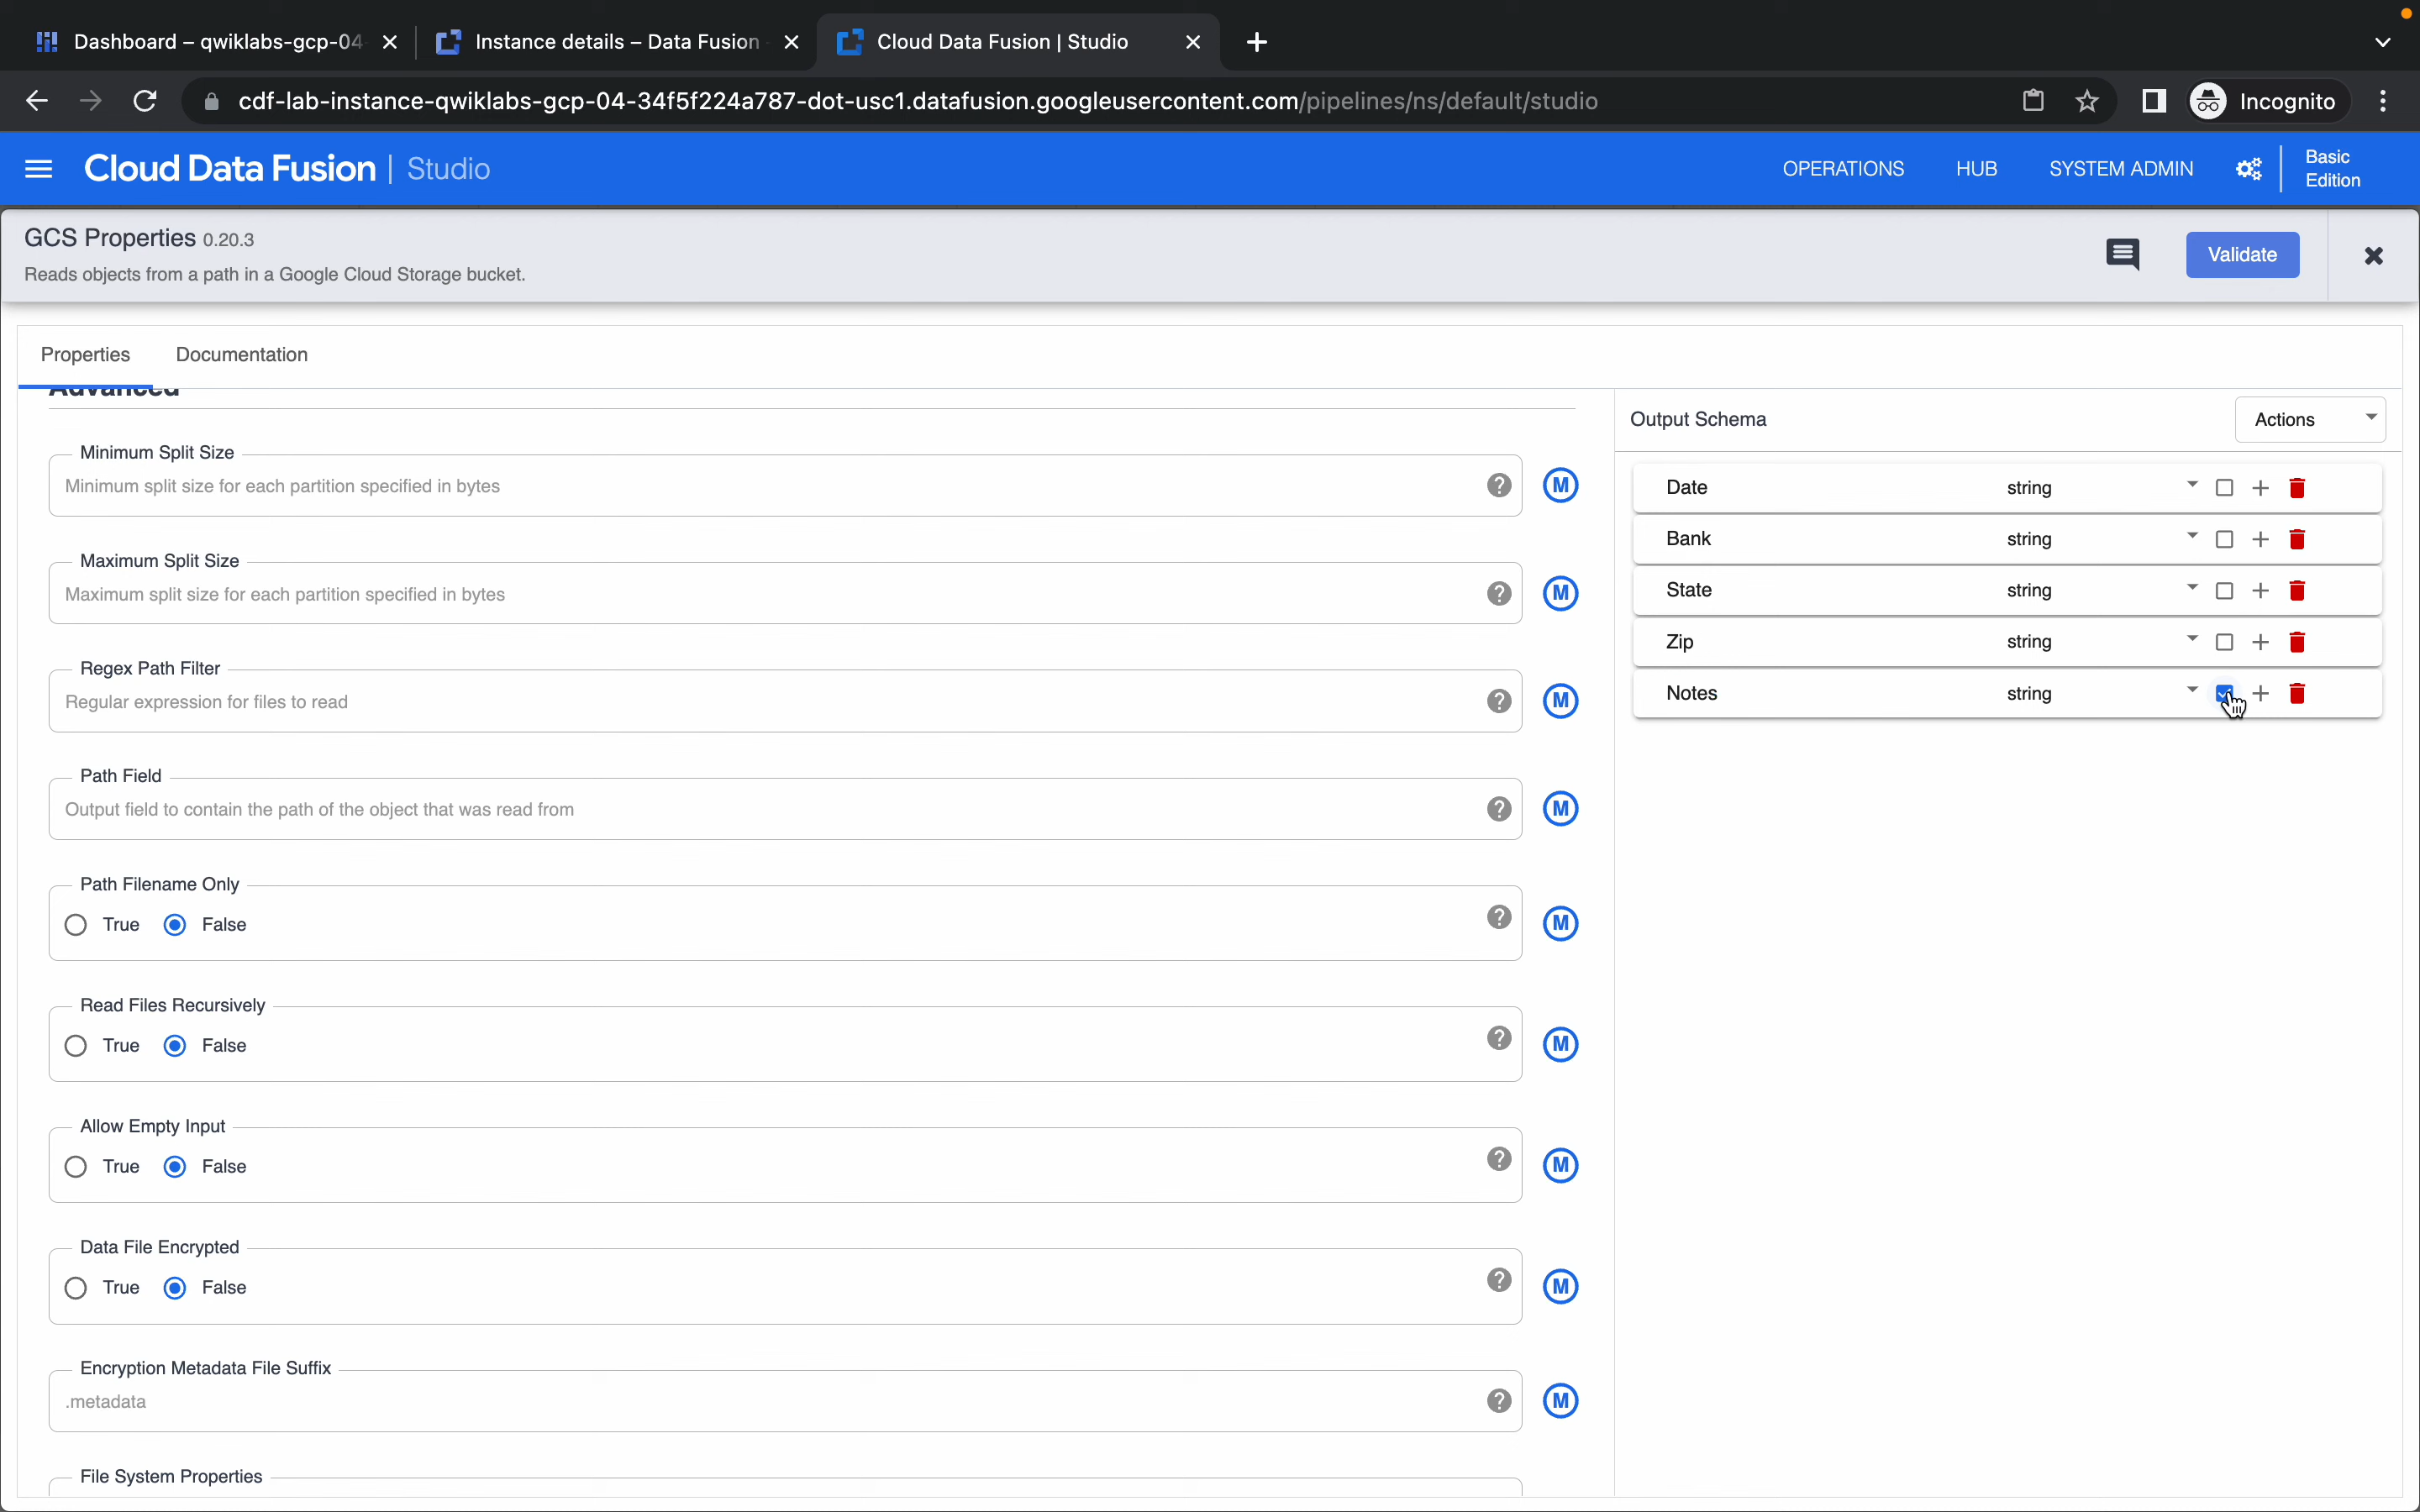 Dashboard – qwiklabs-gcp-04
Instance details – Data Fusion
Cloud Data Fusion | Studio
cdf-lab-instance-qwiklabs-gcp-04-34f5f224a787-dot-usc1.datafusion.googleusercontent.com/pipelines/ns/default/studio
Incognito
Cloud Data Fusion | Studio
OPERATIONS
HUB
SYSTEM ADMIN
Basic
Edition
GCS Properties 0.20.3
Reads objects from a path in a Google Cloud Storage bucket.
Validate
Properties
Documentation
Advanced
Minimum Split Size
Minimum split size for each partition specified in bytes
? M
Maximum Split Size
Maximum split size for each partition specified in bytes
? M
Regex Path Filter
Regular expression for files to read
? M
Path Field
Output field to contain the path of the object that was read from
? M
Path Filename Only
True False
? M
Read Files Recursively
True False
? M
Allow Empty Input
True False
? M
Data File Encrypted
True False
? M
Encryption Metadata File Suffix
.metadata
? M
File System Properties
Output Schema
Actions
Date string
Bank string
State string
Zip string
Notes string